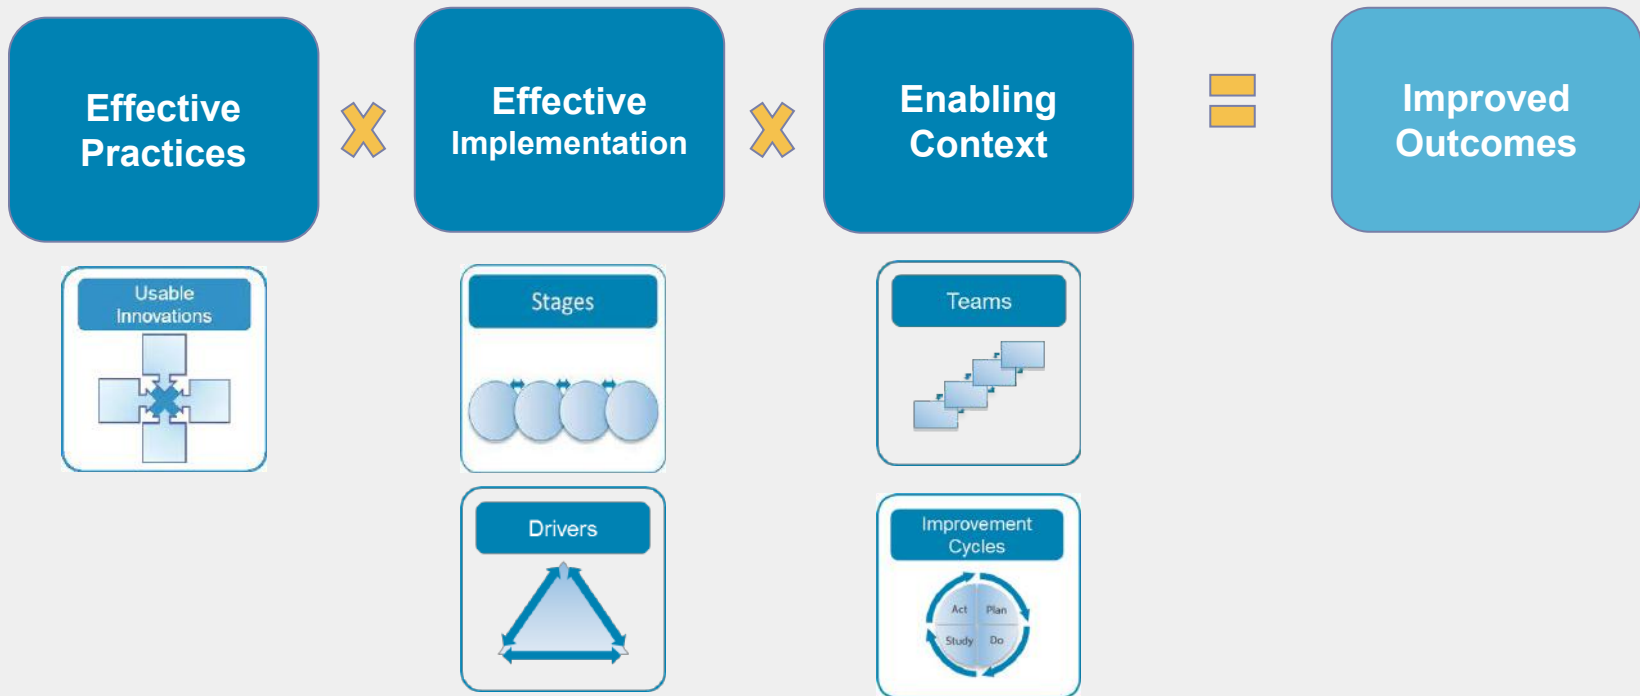 Effective
Practices
Effective
Implementation
Enabling
Context
Improved
Outcomes
Usable
Innovations
Stages
Teams
Drivers
Improvement
Cycles
Act
Plan
Study
Do